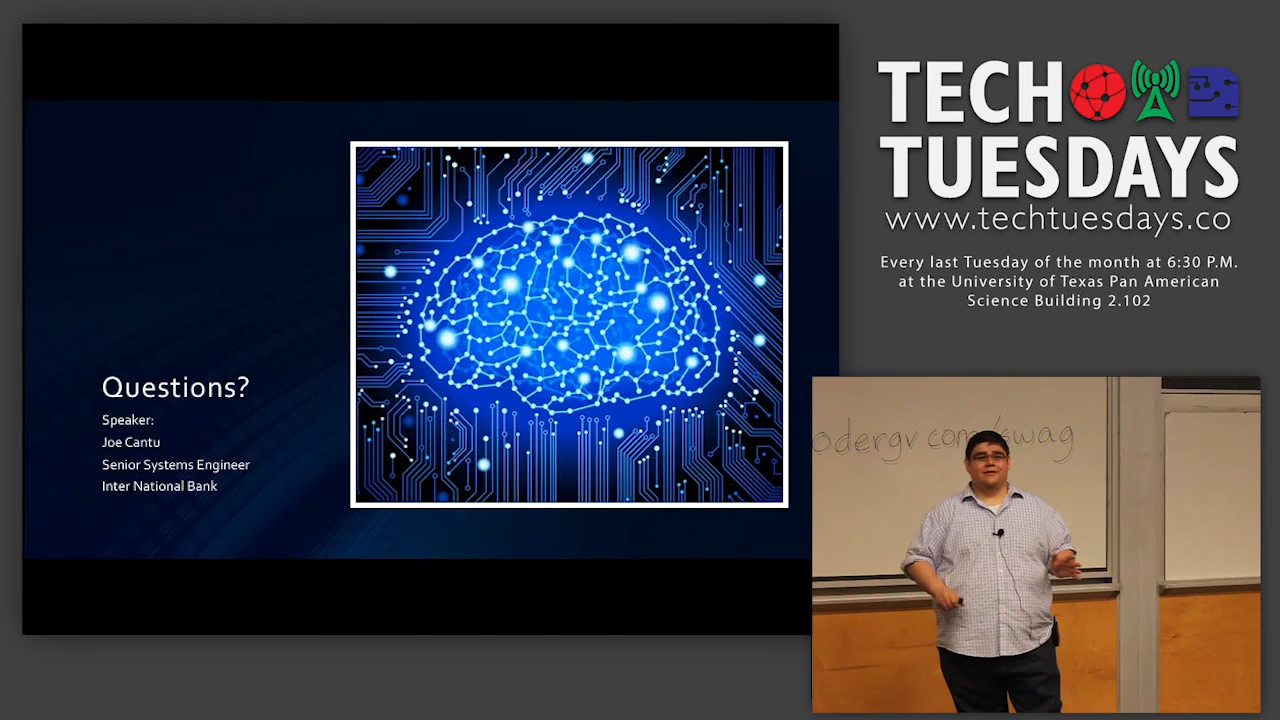 Questions?
Speaker:
Joe Cantu
Senior Systems Engineer
Inter National Bank
TECH
TUESDAYS
www.techtuesdays.co
Every last Tuesday of the month at 6:30 P.M.
at the University of Texas Pan American
Science Building 2.102
odergv.com/swag